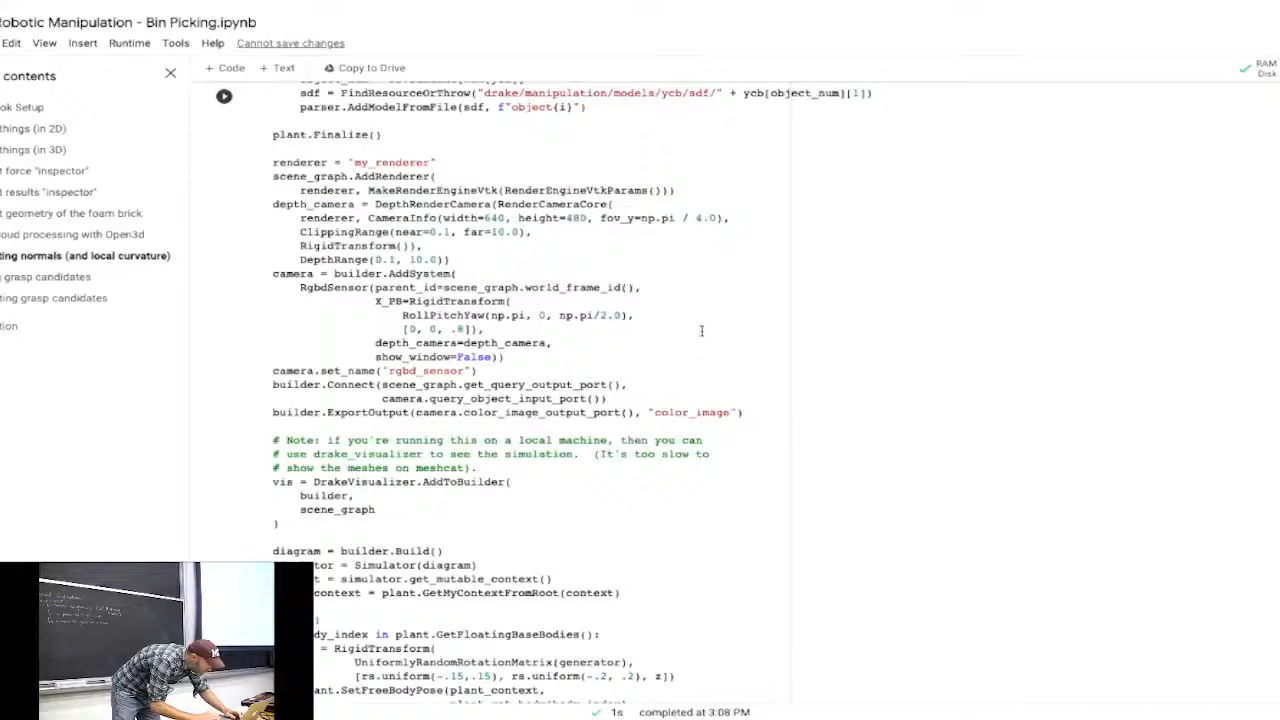 Robotic Manipulation - Bin Picking.ipynb
Edit View Insert Runtime Tools Help Cannot save changes
contents
+ Code + Text Copy to Drive
RAM
Disk
ok Setup
things (in 2D)
things (in 3D)
t force "inspector"
t results "inspector"
t geometry of the foam brick
loud processing with Open3d
ting normals (and local curvature)
g grasp candidates
ting grasp candidates
tion
sdf = FindResourceOrThrow("drake/manipulation/models/ycb/sdf/" + ycb[object_num][1])
parser.AddModelFromFile(sdf, f"object{i}")
plant.Finalize()
renderer = "my_renderer"
scene_graph.AddRenderer(
renderer, MakeRenderEngineVtk(RenderEngineVtkParams()))
depth_camera = DepthRenderCamera(RenderCameraCore(
renderer, CameraInfo(width=640, height=480, fov_y=np.pi / 4.0),
ClippingRange(near=0.1, far=10.0),
RigidTransform()),
DepthRange(0.1, 10.0))
camera = builder.AddSystem(
RgbdSensor(parent_id=scene_graph.world_frame_id(),
X_PB=RigidTransform(
RollPitchYaw(np.pi, 0, np.pi/2.0),
[0, 0, .8]),
depth_camera=depth_camera,
show_window=False))
camera.set_name("rgbd_sensor")
builder.Connect(scene_graph.get_query_output_port(),
camera.query_object_input_port())
builder.ExportOutput(camera.color_image_output_port(), "color_image")
# Note: if you're running this on a local machine, then you can
# use drake_visualizer to see the simulation. (It's too slow to
# show the meshes on meshcat).
vis = DrakeVisualizer.AddToBuilder(
builder,
scene_graph
)
diagram = builder.Build()
tor = Simulator(diagram)
t = simulator.get_mutable_context()
context = plant.GetMyContextFromRoot(context)
dy_index in plant.GetFloatingBaseBodies():
= RigidTransform(
UniformlyRandomRotationMatrix(generator),
[rs.uniform(-.15,.15), rs.uniform(-.2, .2), z])
ant.SetFreeBodyPose(plant_context,
1s completed at 3:08 PM